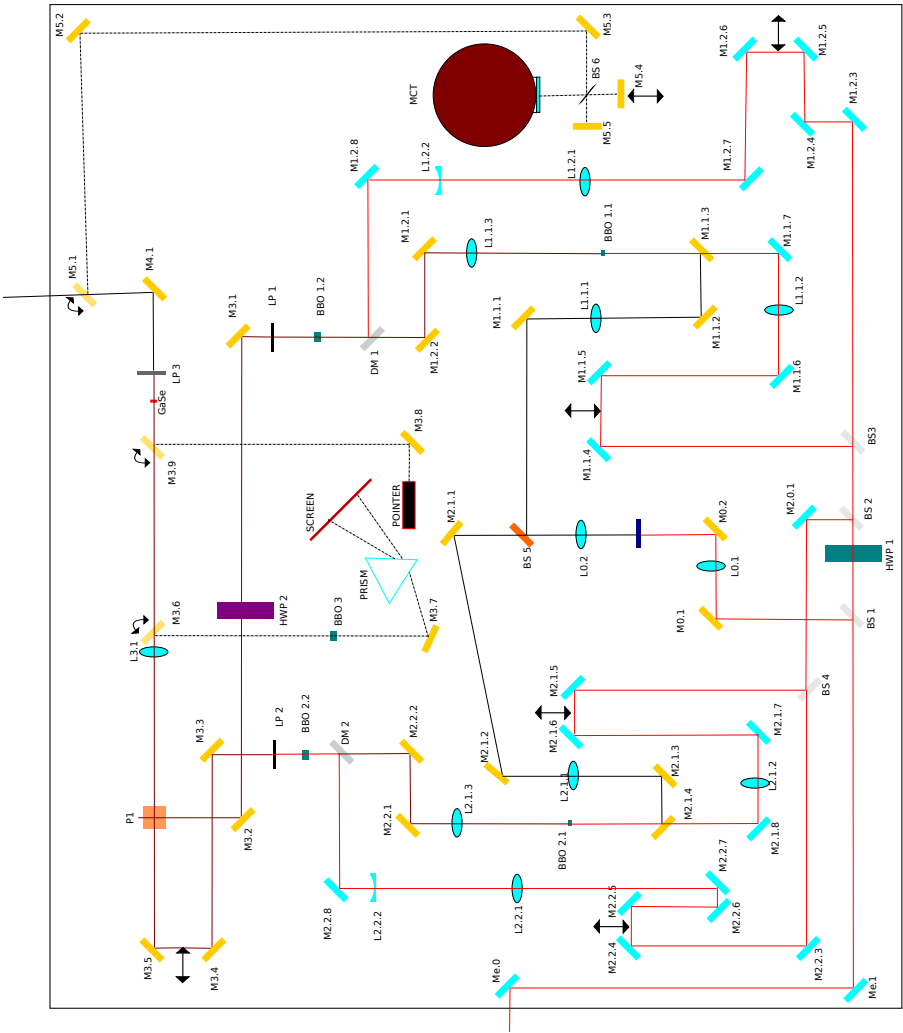 M5.2
M5.3
BS 6
M5.4
MCT
M5.5
M1.2.6
M1.2.5
M1.2.3
M1.2.4
M1.2.7
M1.2.8
L1.2.2
L1.2.1
M1.2.1
L1.1.3
BBO 1.1
M1.1.3
M1.1.7
M5.1
M4.1
M3.1
LP 1
BBO 1.2
DM 1
M1.2.2
M1.1.1
L1.1.1
M1.1.2
L1.1.2
LP 3
GaSe
M1.1.5
M1.1.6
M3.9
M3.8
M1.1.4
BS3
SCREEN
POINTER
M2.1.1
BS 5
L0.2
M0.2
M2.0.1
BS 2
HWP 1
PRISM
L0.1
M3.6
HWP 2
BBO 3
M3.7
M0.1
BS 1
L3.1
M2.1.5
BS 4
M3.3
LP 2
BBO 2.2
DM 2
M2.2.2
M2.1.6
M2.1.7
M2.1.2
L2.1.1
M2.1.3
L2.1.2
P1
M3.2
M2.2.1
L2.1.3
BBO 2.1
M2.1.4
M2.1.8
M2.2.8
L2.2.2
L2.2.1
M2.2.5
M2.2.7
M2.2.6
M3.5
M3.4
M2.2.4
M2.2.3
Me.0
Me.1